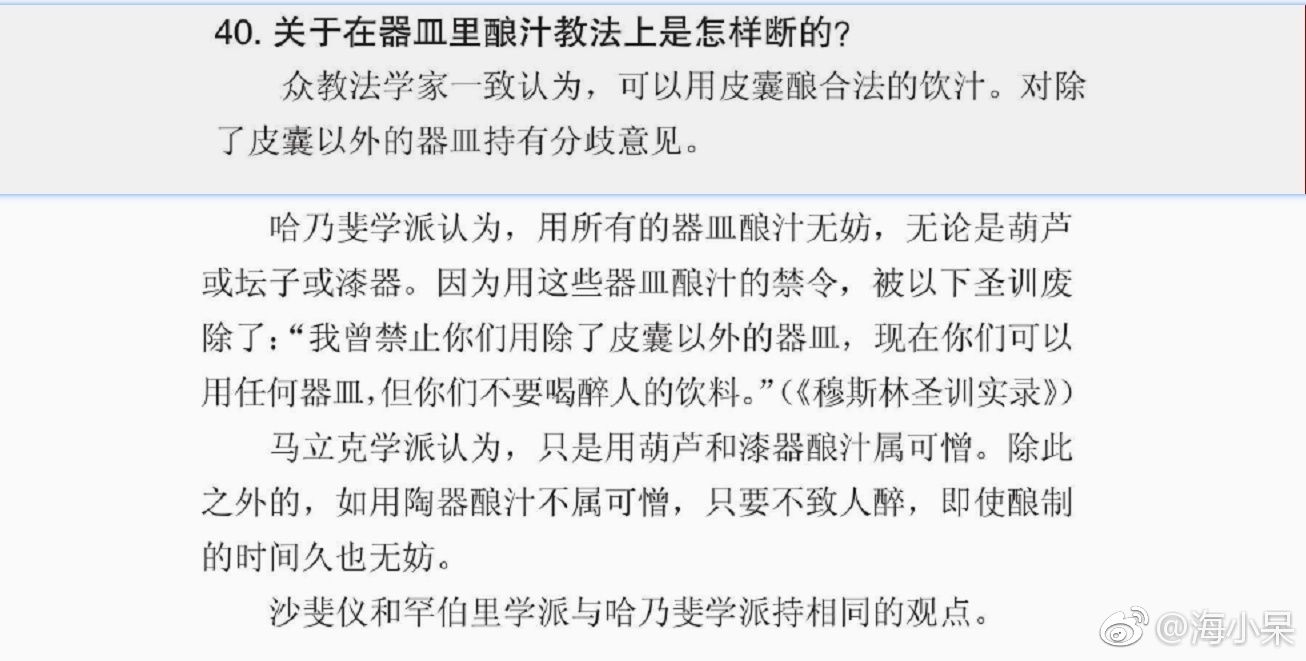 40. 关于在器皿里酿汁教法上是怎样断的?
众教法学家一致认为，可以用皮囊酿合法的饮汁。对除
了皮囊以外的器皿持有分歧意见。
哈乃斐学派认为，用所有的器皿酿汁无妨，无论是葫芦
或坛子或漆器。因为用这些器皿酿汁的禁令，被以下圣训废
除了：“我曾禁止你们用除了皮囊以外的器皿，现在你们可以
用任何器皿，但你们不要喝醉人的饮料。”（《穆斯林圣训实录》）
马立克学派认为，只是用葫芦和漆器酿汁属可憎。除此
之外的，如用陶器酿汁不属可憎，只要不致人醉，即使酿制
的时间久也无妨。
沙斐仪和罕伯里学派与哈乃斐学派持相同的观点。
@海小呆